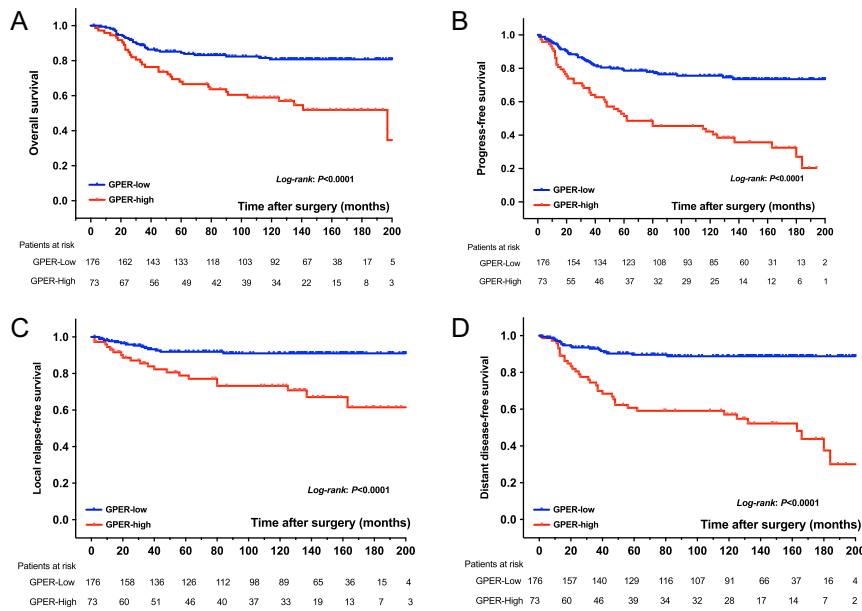 A
Overall survival
1.0
0.8
0.6
0.4
0.2
0.0
Log-rank: P<0.0001
GPER-low
GPER-high
Time after surgery (months)
0 20 40 60 80 100 120 140 160 180 200
Patients at risk
GPER-Low 176 162 143 133 118 103 92 67 38 17 5
GPER-High 73 67 56 49 42 39 34 22 15 8 3
B
Progress-free survival
1.0
0.8
0.6
0.4
0.2
0.0
Log-rank: P<0.0001
GPER-low
GPER-high
Time after surgery (months)
0 20 40 60 80 100 120 140 160 180 200
Patients at risk
GPER-Low 176 154 134 123 108 93 85 60 31 13 2
GPER-High 73 55 46 37 32 29 25 14 12 6 1
C
Local relapse-free survival
1.0
0.8
0.6
0.4
0.2
0.0
Log-rank: P<0.0001
GPER-low
GPER-high
Time after surgery (months)
0 20 40 60 80 100 120 140 160 180 200
Patients at risk
GPER-Low 176 158 136 126 112 98 89 65 36 15 4
GPER-High 73 60 51 46 40 37 33 19 13 7 3
D
Distant disease-free survival
1.0
0.8
0.6
0.4
0.2
0.0
Log-rank: P<0.0001
GPER-low
GPER-high
Time after surgery (months)
0 20 40 60 80 100 120 140 160 180 200
Patients at risk
GPER-Low 176 157 140 129 116 107 91 66 37 16 4
GPER-High 73 60 46 39 34 32 28 17 14 7 2